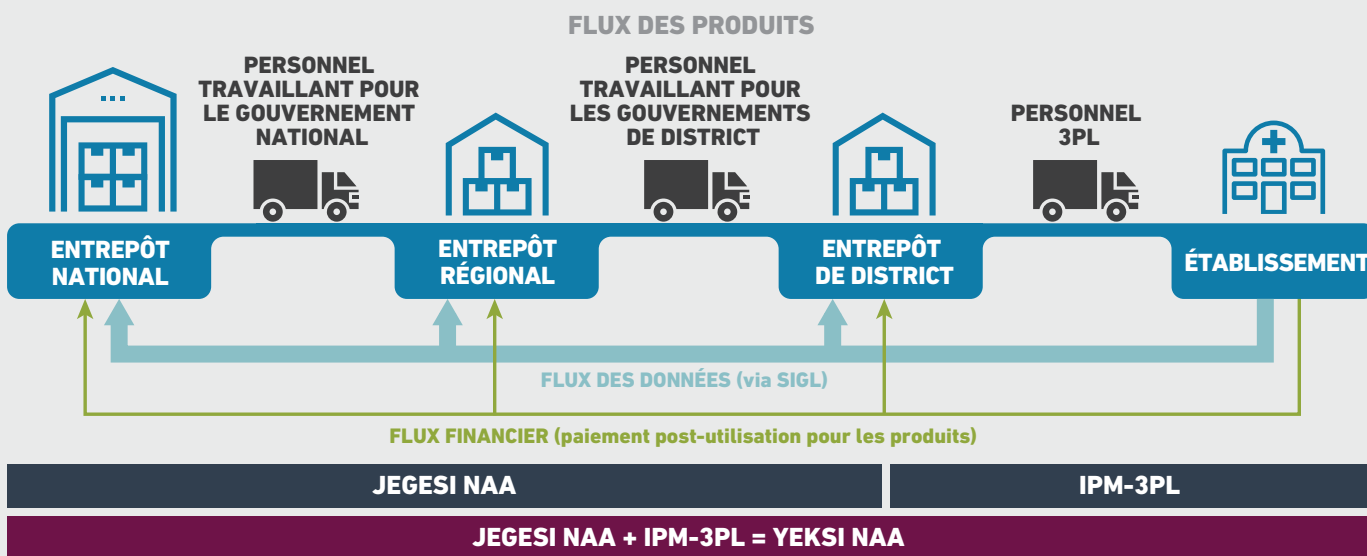 FLUX DES PRODUITS
PERSONNEL
TRAVAILLANT POUR
LE GOUVERNEMENT
NATIONAL
PERSONNEL
TRAVAILLANT POUR
LES GOUVERNEMENTS
DE DISTRICT
PERSONNEL
3PL
ENTREPÔT
NATIONAL
ENTREPÔT
RÉGIONAL
ENTREPÔT
DE DISTRICT
ÉTABLISSEMENT
FLUX DES DONNÉES (via SIGL)
FLUX FINANCIER (paiement post-utilisation pour les produits)
JEGESI NAA
IPM-3PL
JEGESI NAA + IPM-3PL = YEKSI NAA